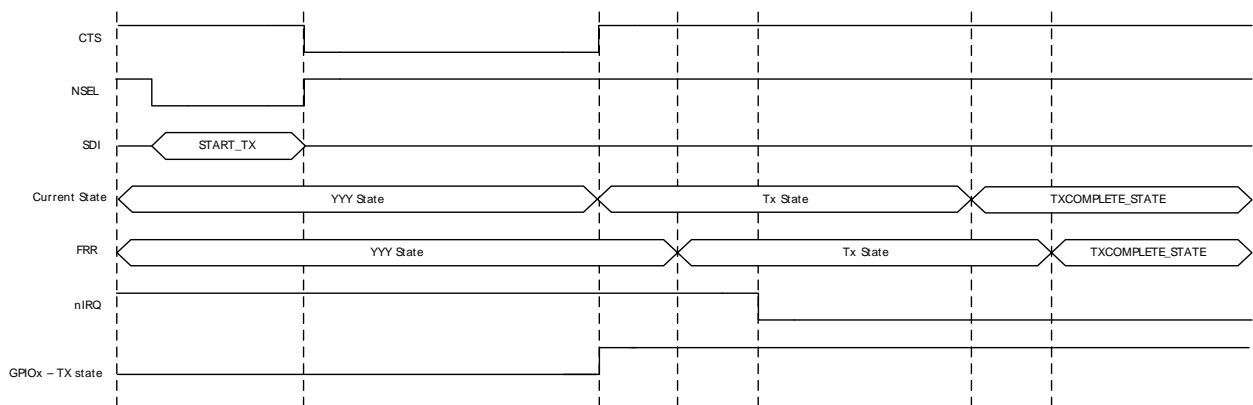 CTS
NSEL
SDI START_TX
Current State YYY State Tx State TXCOMPLETE_STATE
FRR YYY State Tx State TXCOMPLETE_STATE
nIRQ
GPIOx – TX state